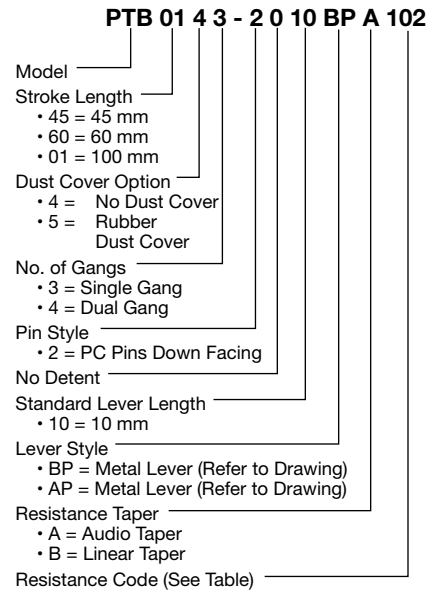 PTB 01 4 3 - 2 0 10 BP A 102
Model
Stroke Length
• 45 = 45 mm
• 60 = 60 mm
• 01 = 100 mm
Dust Cover Option
• 4 = No Dust Cover
• 5 = Rubber
Dust Cover
No. of Gangs
• 3 = Single Gang
• 4 = Dual Gang
Pin Style
• 2 = PC Pins Down Facing
No Detent
Standard Lever Length
• 10 = 10 mm
Lever Style
• BP = Metal Lever (Refer to Drawing)
• AP = Metal Lever (Refer to Drawing)
Resistance Taper
• A = Audio Taper
• B = Linear Taper
Resistance Code (See Table)